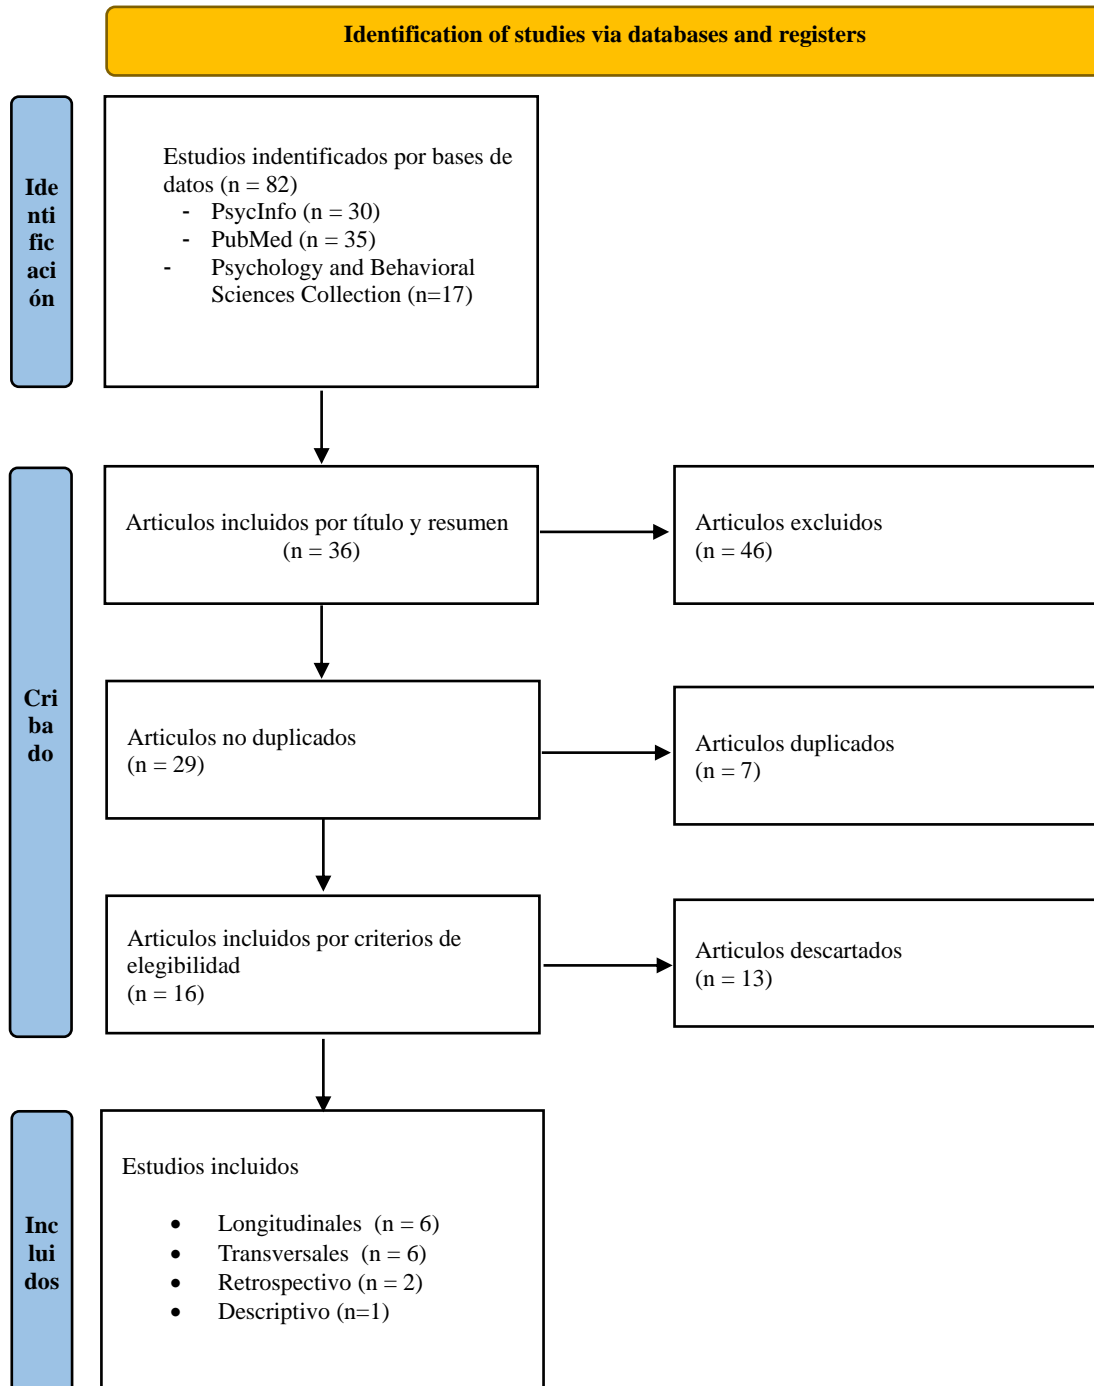 Identification of studies via databases and registers
Ide
nti
fic
aci
ón
Estudios indentificados por bases de
datos (n = 82)
- PsycInfo (n = 30)
- PubMed (n = 35)
- Psychology and Behavioral
Sciences Collection (n=17)
Cri
ba
do
Articulos incluidos por título y resumen
(n = 36)
Articulos excluidos
(n = 46)
Articulos no duplicados
(n = 29)
Articulos duplicados
(n = 7)
Articulos incluidos por criterios de
elegibilidad
(n = 16)
Articulos descartados
(n = 13)
Inc
lui
dos
Estudios incluidos
• Longitudinales (n = 6)
• Transversales (n = 6)
• Retrospectivo (n = 2)
• Descriptivo (n=1)